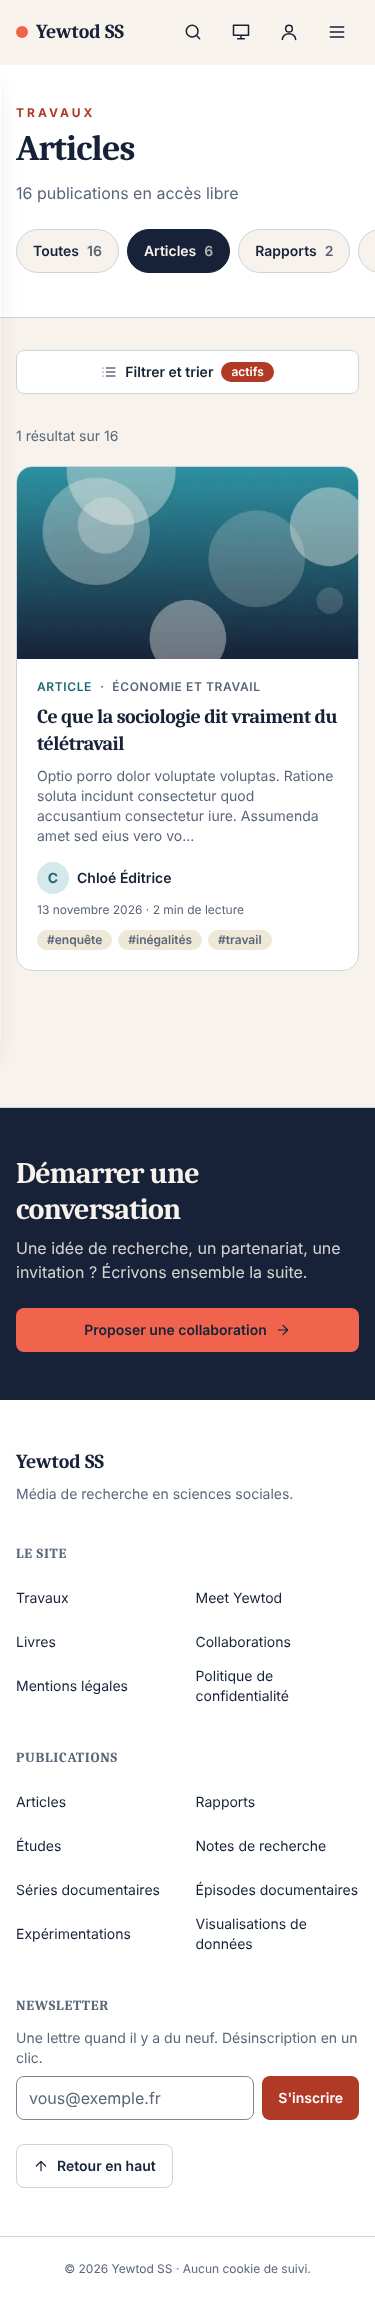 Yewtod SS
TRAVAUX
Articles
16 publications en accès libre
Toutes 16
Articles 6
Rapports 2
Filtrer et trier actifs
1 résultat sur 16
ARTICLE · ÉCONOMIE ET TRAVAIL
Ce que la sociologie dit vraiment du
télétravail
Optio porro dolor voluptate voluptas. Ratione
soluta incidunt consectetur quod
accusantium consectetur iure. Assumenda
amet sed eius vero vo...
C Chloé Éditrice
13 novembre 2026 · 2 min de lecture
#enquête #inégalités #travail
Démarrer une
conversation
Une idée de recherche, un partenariat, une
invitation ? Écrivons ensemble la suite.
Proposer une collaboration →
Yewtod SS
Média de recherche en sciences sociales.
LE SITE
Travaux
Meet Yewtod
Livres
Collaborations
Mentions légales
Politique de
confidentialité
PUBLICATIONS
Articles
Rapports
Études
Notes de recherche
Séries documentaires
Épisodes documentaires
Expérimentations
Visualisations de
données
NEWSLETTER
Une lettre quand il y a du neuf. Désinscription en un
clic.
vous@exemple.fr
S'inscrire
↑ Retour en haut
© 2026 Yewtod SS · Aucun cookie de suivi.